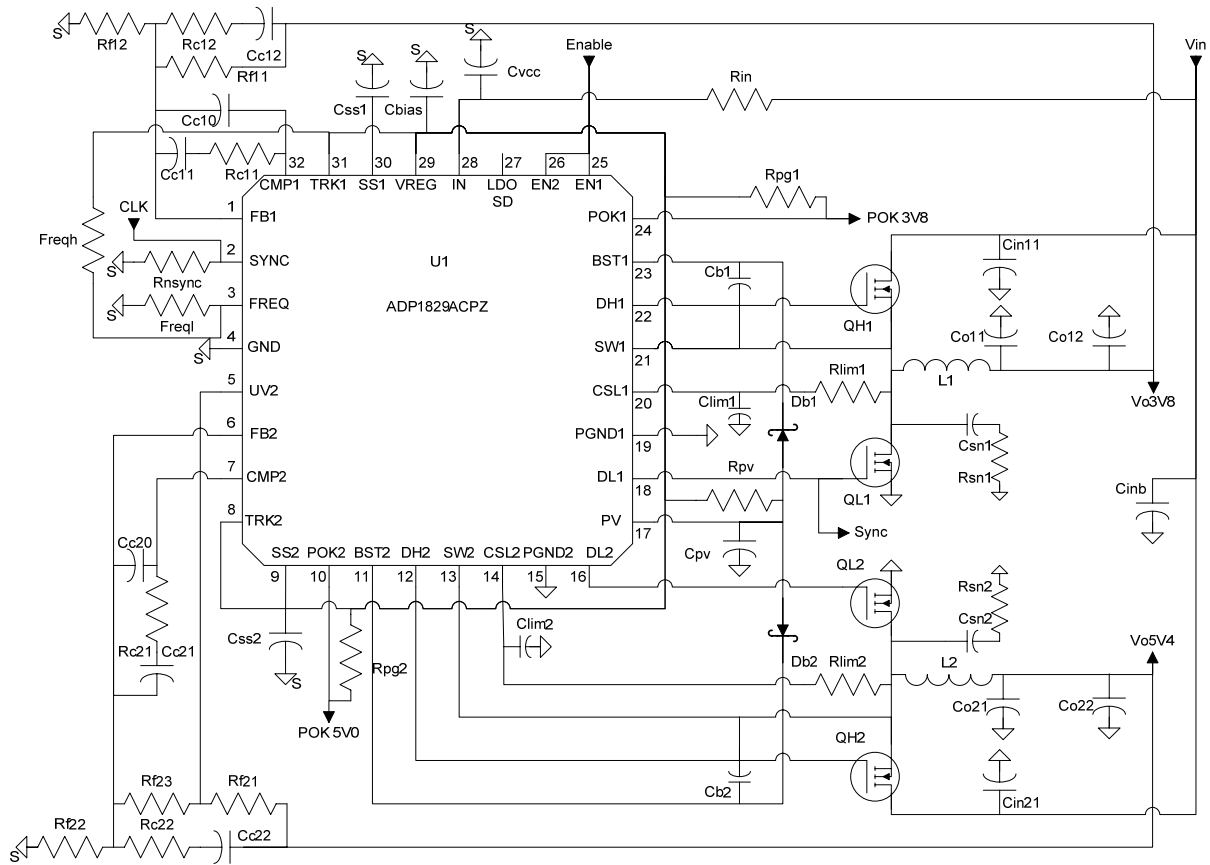 S
Rf12
Rc12
Cc12
Rf11
S
Css1
S
Cbias
S
Cvcc
Enable
Rin
Vin
Cc10
Cc11
Rc11
32
31
30
29
28
27
26
25
CMP1
TRK1
SS1
VREG
IN
LDO
SD
EN2
EN1
Rpg1
CLK
Freqh
1
FB1
POK1
24
POK 3V8
2
SYNC
U1
BST1
23
Cb1
Cin11
S
Rnsync
3
FREQ
ADP1829ACPZ
DH1
22
QH1
S
Freql
4
GND
S
SW1
21
Co11
Co12
5
UV2
CSL1
20
Clim1
Rlim1
Db1
L1
Vo3V8
6
FB2
PGND1
19
Csn1
7
CMP2
DL1
18
Rpv
QL1
Rsn1
Cinb
8
TRK2
PV
17
Sync
Cpv
Cc20
SS2
POK2
BST2
DH2
SW2
CSL2
PGND2
DL2
9
10
11
12
13
14
15
16
QL2
Rsn2
Csn2
Rc21
Cc21
Css2
S
Rpg2
Clim2
Db2
Rlim2
L2
Vo5V4
Co21
Co22
POK 5V0
QH2
Cb2
Cin21
Rf23
Rf21
Rf22
Rc22
Cc22
S